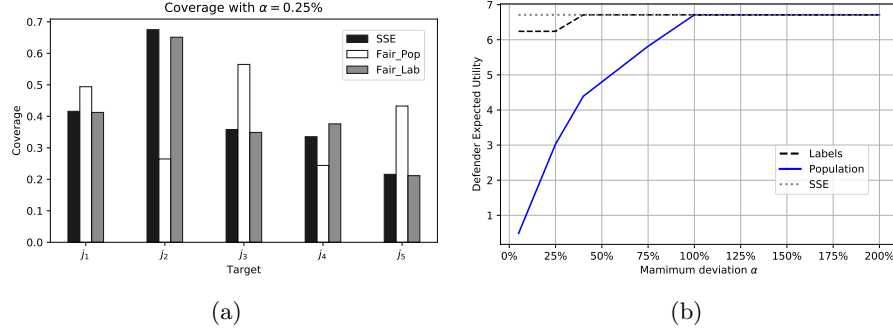 Coverage with α = 0.25%
0.7
0.6
0.5
0.4
0.3
0.2
0.1
0.0
Coverage
SSE
Fair_Pop
Fair_Lab
j₁ j₂ j₃ j₄ j₅
Target
(a)
7
6
5
4
3
2
1
Defender Expected Utility
Labels
Population
SSE
0% 25% 50% 75% 100% 125% 150% 175% 200%
Mamimum deviation α
(b)